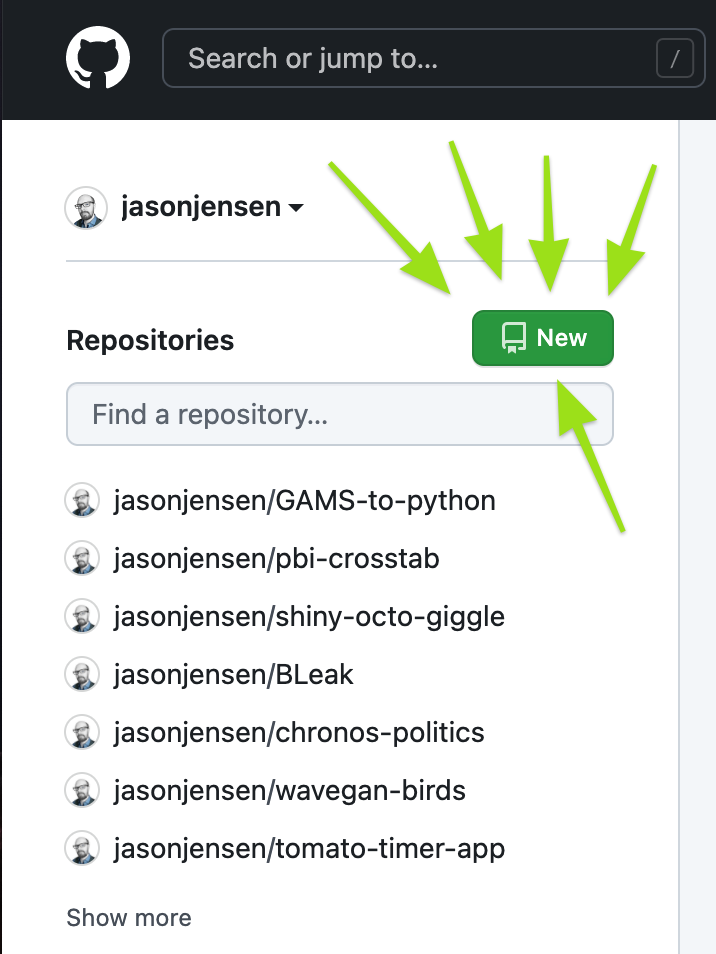 Search or jump to...
/
jasonjensen
Repositories
New
Find a repository...
jasonjensen/GAMS-to-python
jasonjensen/pbi-crosstab
jasonjensen/shiny-octo-giggle
jasonjensen/BLeak
jasonjensen/chronos-politics
jasonjensen/wavegan-birds
jasonjensen/tomato-timer-app
Show more